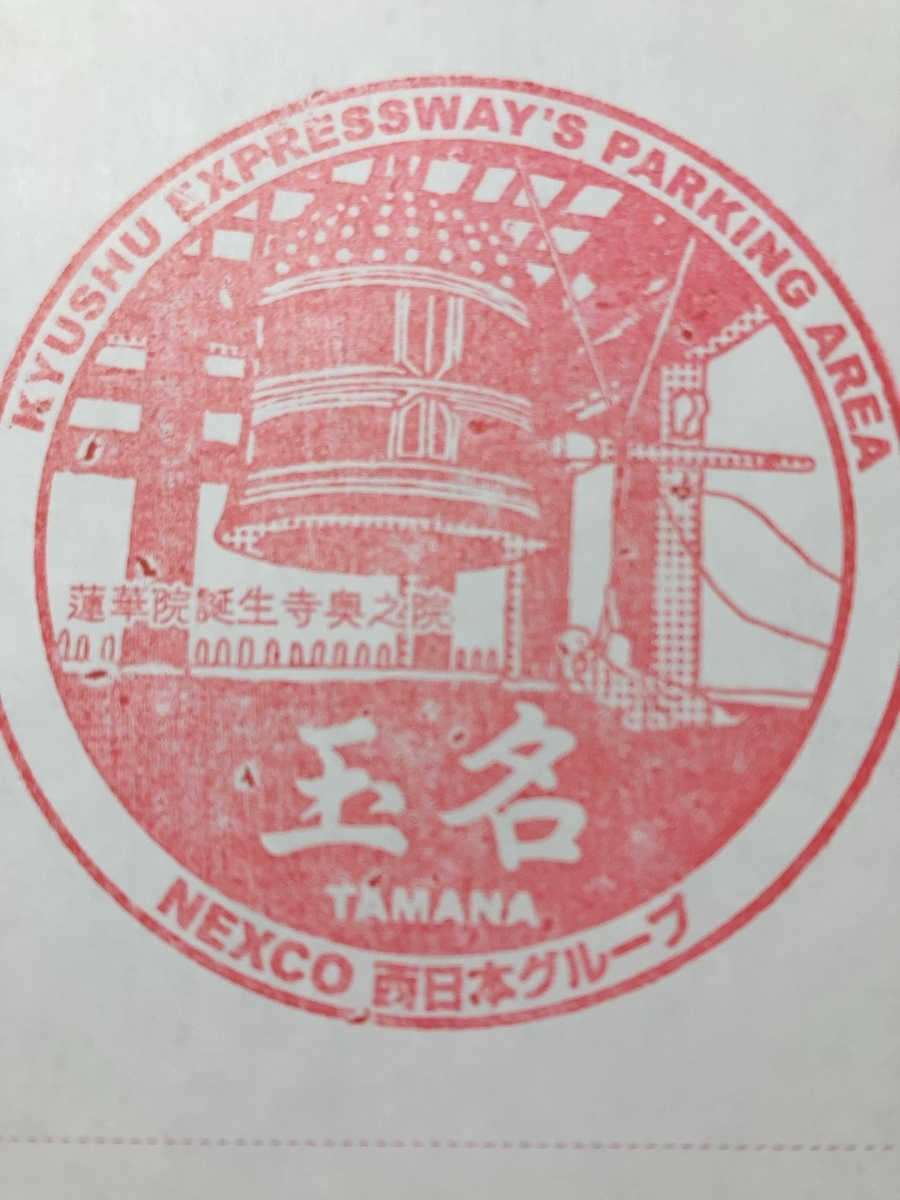 KYUSHU EXPRESSWAY'S PARKING AREA
蓮華院誕生寺奥之院
玉名
TAMANA
NEXCO 西日本グループ